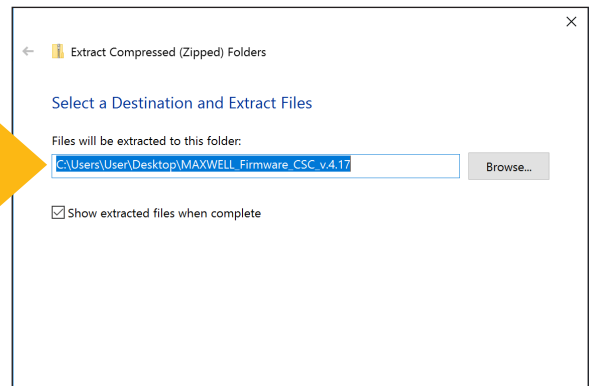 Extract Compressed (Zipped) Folders
Select a Destination and Extract Files
Files will be extracted to this folder:
C:\Users\User\Desktop\MAXWELL_Firmware_CSC_v.4.17
Browse...
Show extracted files when complete